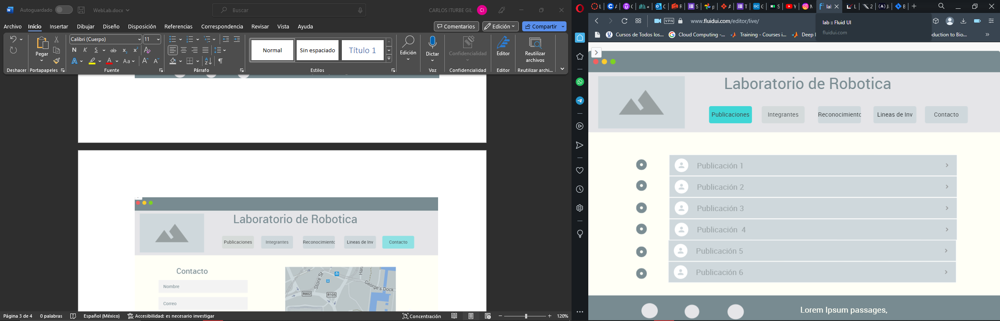 Autoguardado
WebLab.docx
Buscar
CARLOS ITURBE GIL
CI
Archivo Inicio Insertar Dibujar Diseño Disposición Referencias Correspondencia Revisar Vista Ayuda
Comentarios
Edición
Compartir
Pegar
Calibri (Cuerpo) 11
N K S ab x₂ x²
Aa
Normal
Sin espaciado
Título 1
Edición
Dictar
Confidencialidad
Editor
Reutilizar
archivos
Deshacer Portapapeles Fuente Párrafo Estilos Voz Confidencialidad Editor Reutilizar archi...
Laboratorio de Robotica
Publicaciones Integrantes Reconocimiento Lineas de Inv Contacto
Contacto
Nombre
Correo
Store St
George's Dock
R802
R105
Página 3 de 4 0 palabras Español (México) Accesibilidad: es necesario investigar
Concentración
120%
lal
VPN
www.fluidui.com/editor/live/
lab :: Fluid UI
fluidui.com
Cursos de Todos los... Cloud Computing -... Training - Courses i... Deep l duction to Bio...
Laboratorio de Robotica
Publicaciones Integrantes Reconocimientc Lineas de Inv Contacto
Publicación 1
Publicación 2
Publicación 3
Publicación 4
Publicación 5
Publicación 6
Lorem Ipsum passages,